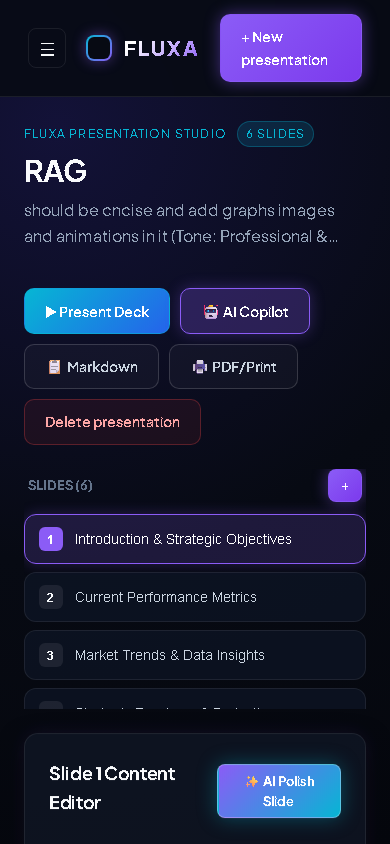 FLUXA
+ New
presentation
FLUXA PRESENTATION STUDIO
6 SLIDES
RAG
should be cncise and add graphs images
and animations in it (Tone: Professional &...
▶ Present Deck
AI Copilot
Markdown
PDF/Print
Delete presentation
SLIDES (6)
+
1 Introduction & Strategic Objectives
2 Current Performance Metrics
3 Market Trends & Data Insights
Slide 1 Content
Editor
✨ AI Polish
Slide